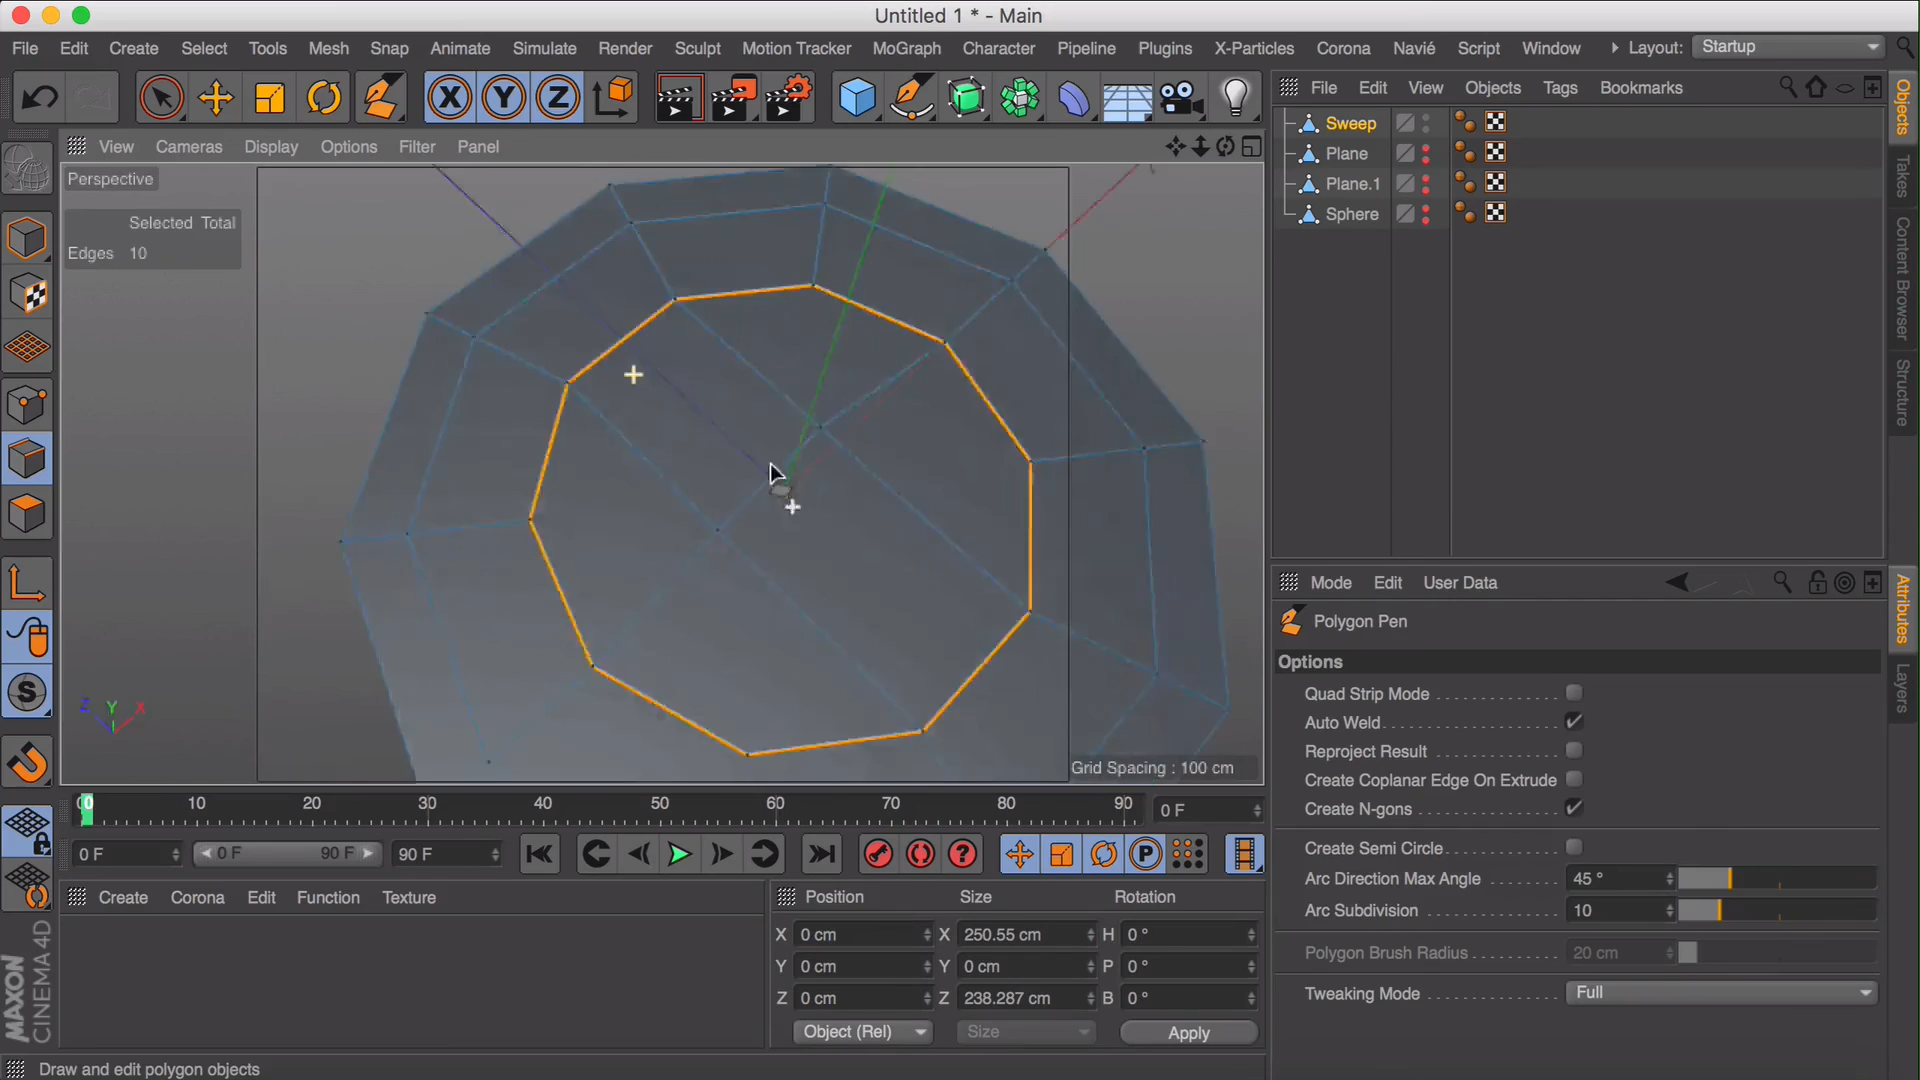 Untitled 1 * - Main
File Edit Create Select Tools Mesh Snap Animate Simulate Render Sculpt Motion Tracker MoGraph Character Pipeline Plugins X-Particles Corona Navié Script Window Layout: Startup
X Y Z
File Edit View Objects Tags Bookmarks
View Cameras Display Options Filter Panel
Perspective
Selected Total
Edges 10
Sweep
Plane
Plane.1
Sphere
Objects
Takes
Content Browser
Structure
Z Y X
Grid Spacing : 100 cm
Mode Edit User Data
Polygon Pen
Options
Quad Strip Mode
Auto Weld
Reproject Result
Create Coplanar Edge On Extrude
Create N-gons
Create Semi Circle
Arc Direction Max Angle 45 °
Arc Subdivision 10
Polygon Brush Radius 20 cm
Tweaking Mode Full
Attributes
Layers
S
0 10 20 30 40 50 60 70 80 90 0 F
0 F 0 F 90 F 90 F
P
Create Corona Edit Function Texture
Position Size Rotation
X 0 cm X 250.55 cm H 0 °
Y 0 cm Y 0 cm P 0 °
Z 0 cm Z 238.287 cm B 0 °
Object (Rel) Size Apply
MAXON
CINEMA 4D
Draw and edit polygon objects